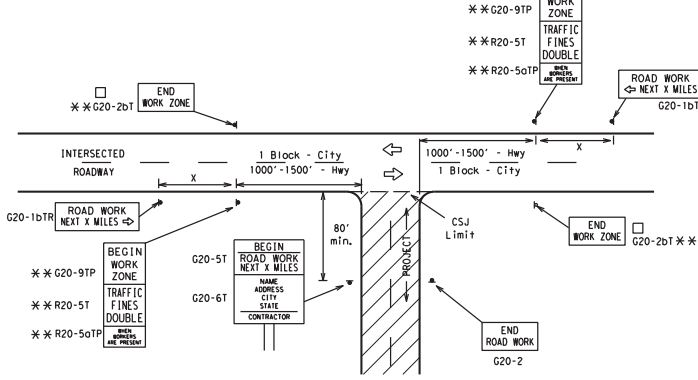 WORK
ZONE
✶✶G20-9TP
TRAFFIC
FINES
DOUBLE
✶✶R20-5T
WHEN
WORKERS
ARE PRESENT
✶✶R20-5aTP
ROAD WORK
⇦ NEXT X MILES
G20-1bT
END
WORK ZONE
□
✶✶G20-2bT
X
INTERSECTED
ROADWAY
1 Block - City
1000'-1500' - Hwy
⇦
⇨
1000'-1500' - Hwy
1 Block - City
X
G20-1bTR
ROAD WORK
NEXT X MILES ⇨
80'
min.
PROJECT
CSJ
Limit
END
WORK ZONE
□
G20-2bT ✶✶
BEGIN
WORK
ZONE
✶✶G20-9TP
TRAFFIC
FINES
DOUBLE
✶✶R20-5T
WHEN
WORKERS
ARE PRESENT
✶✶R20-5aTP
G20-5T
BEGIN
ROAD WORK
NEXT X MILES
G20-6T
NAME
ADDRESS
CITY
STATE
CONTRACTOR
END
ROAD WORK
G20-2